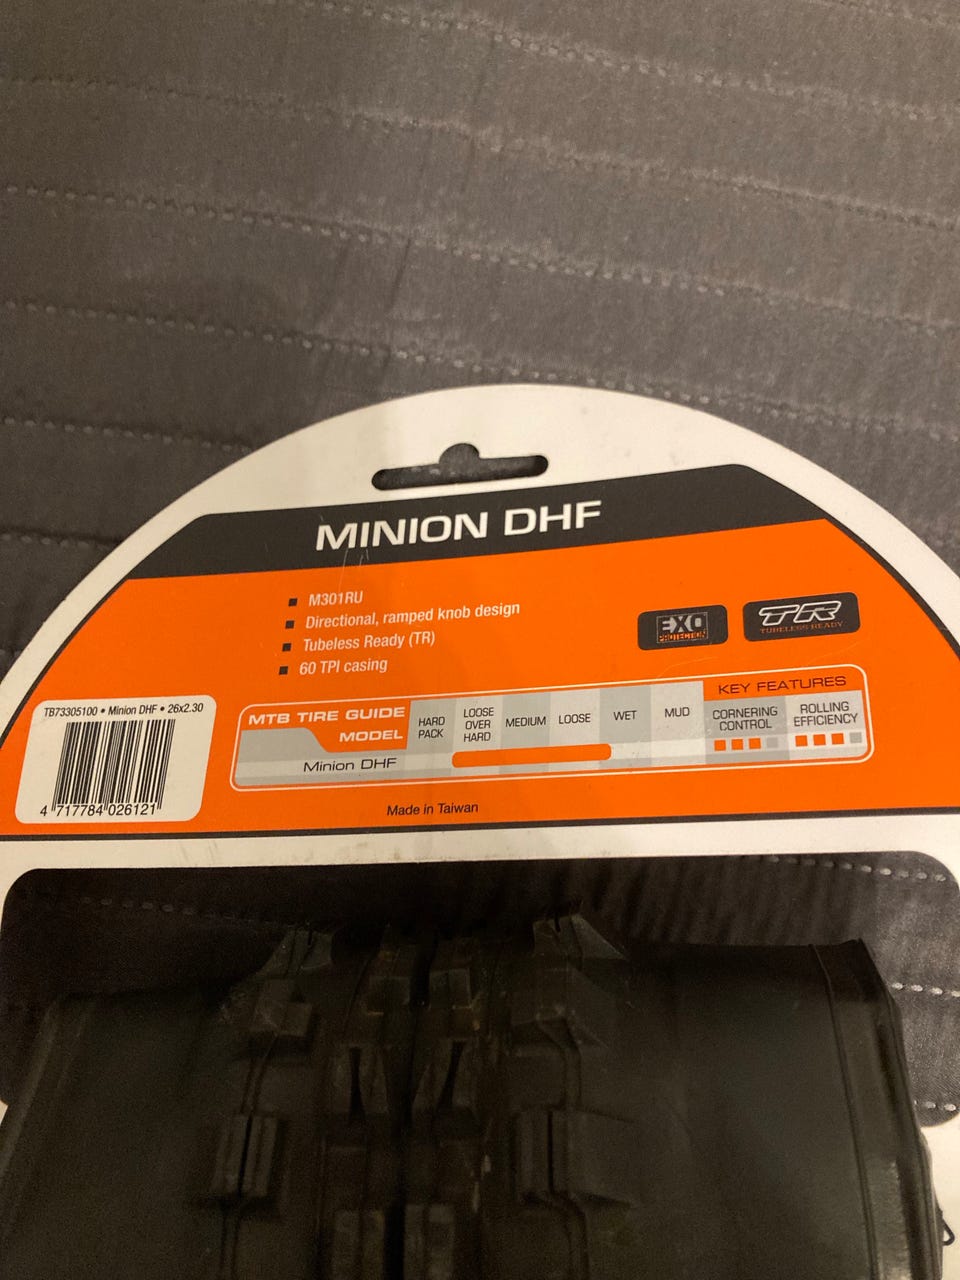 MINION DHF
M301RU
Directional, ramped knob design
Tubeless Ready (TR)
60 TPI casing
EXO
PROTECTION
TR
TUBELESS READY
TB73305100 • Minion DHF • 26x2.30
4 717784 026121
MTB TIRE GUIDE
MODEL
HARD
PACK
LOOSE
OVER
HARD
MEDIUM
LOOSE
WET
MUD
KEY FEATURES
CORNERING
CONTROL
ROLLING
EFFICIENCY
Minion DHF
Made in Taiwan